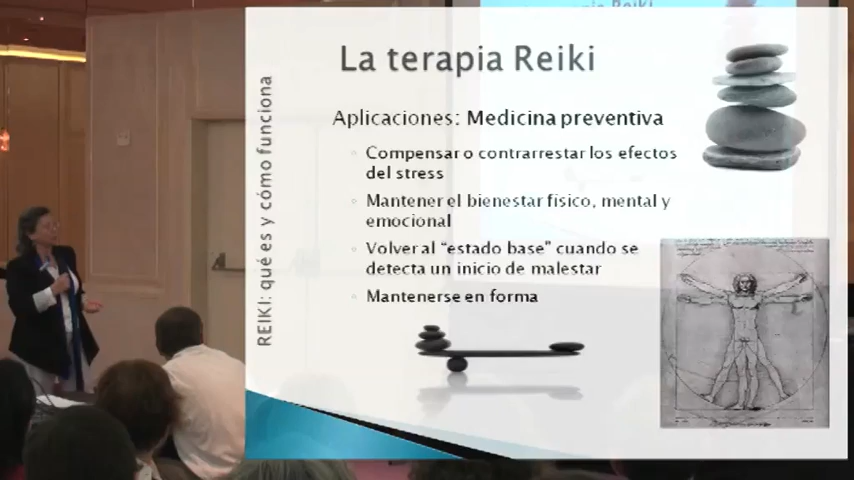 Reiki
La terapia Reiki
REIKI: qué es y cómo funciona
Aplicaciones: Medicina preventiva
Compensar o contrarrestar los efectos
del stress
Mantener el bienestar físico, mental y
emocional
Volver al “estado base” cuando se
detecta un inicio de malestar
Mantenerse en forma